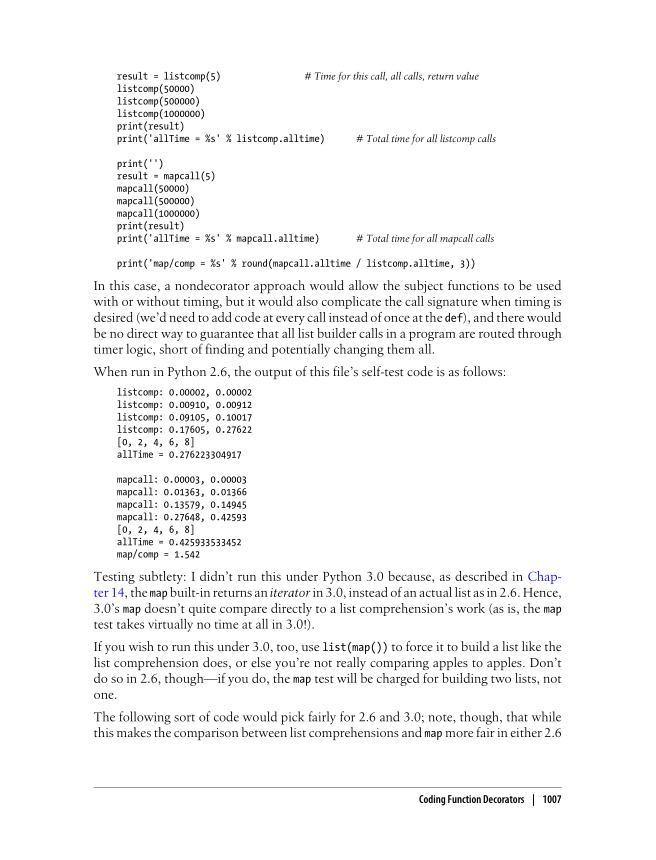 result = listcomp(5)                # Time for this call, all calls, return value
listcomp(50000)
listcomp(500000)
listcomp(1000000)
print(result)
print('allTime = %s' % listcomp.alltime)      # Total time for all listcomp calls

print('')
result = mapcall(5)
mapcall(50000)
mapcall(500000)
mapcall(1000000)
print(result)
print('allTime = %s' % mapcall.alltime)       # Total time for all mapcall calls

print('map/comp = %s' % round(mapcall.alltime / listcomp.alltime, 3))
In this case, a nondecorator approach would allow the subject functions to be used
with or without timing, but it would also complicate the call signature when timing is
desired (we'd need to add code at every call instead of once at the def), and there would
be no direct way to guarantee that all list builder calls in a program are routed through
timer logic, short of finding and potentially changing them all.
When run in Python 2.6, the output of this file's self-test code is as follows:
listcomp: 0.00002, 0.00002
listcomp: 0.00910, 0.00912
listcomp: 0.09105, 0.10017
listcomp: 0.17605, 0.27622
[0, 2, 4, 6, 8]
allTime = 0.276223304917

mapcall: 0.00003, 0.00003
mapcall: 0.01363, 0.01366
mapcall: 0.13579, 0.14945
mapcall: 0.27648, 0.42593
[0, 2, 4, 6, 8]
allTime = 0.425933533452
map/comp = 1.542
Testing subtlety: I didn't run this under Python 3.0 because, as described in Chap-
ter 14, the map built-in returns an iterator in 3.0, instead of an actual list as in 2.6. Hence,
3.0's map doesn't quite compare directly to a list comprehension's work (as is, the map
test takes virtually no time at all in 3.0!).
If you wish to run this under 3.0, too, use list(map()) to force it to build a list like the
list comprehension does, or else you're not really comparing apples to apples. Don't
do so in 2.6, though—if you do, the map test will be charged for building two lists, not
one.
The following sort of code would pick fairly for 2.6 and 3.0; note, though, that while
this makes the comparison between list comprehensions and map more fair in either 2.6
Coding Function Decorators | 1007